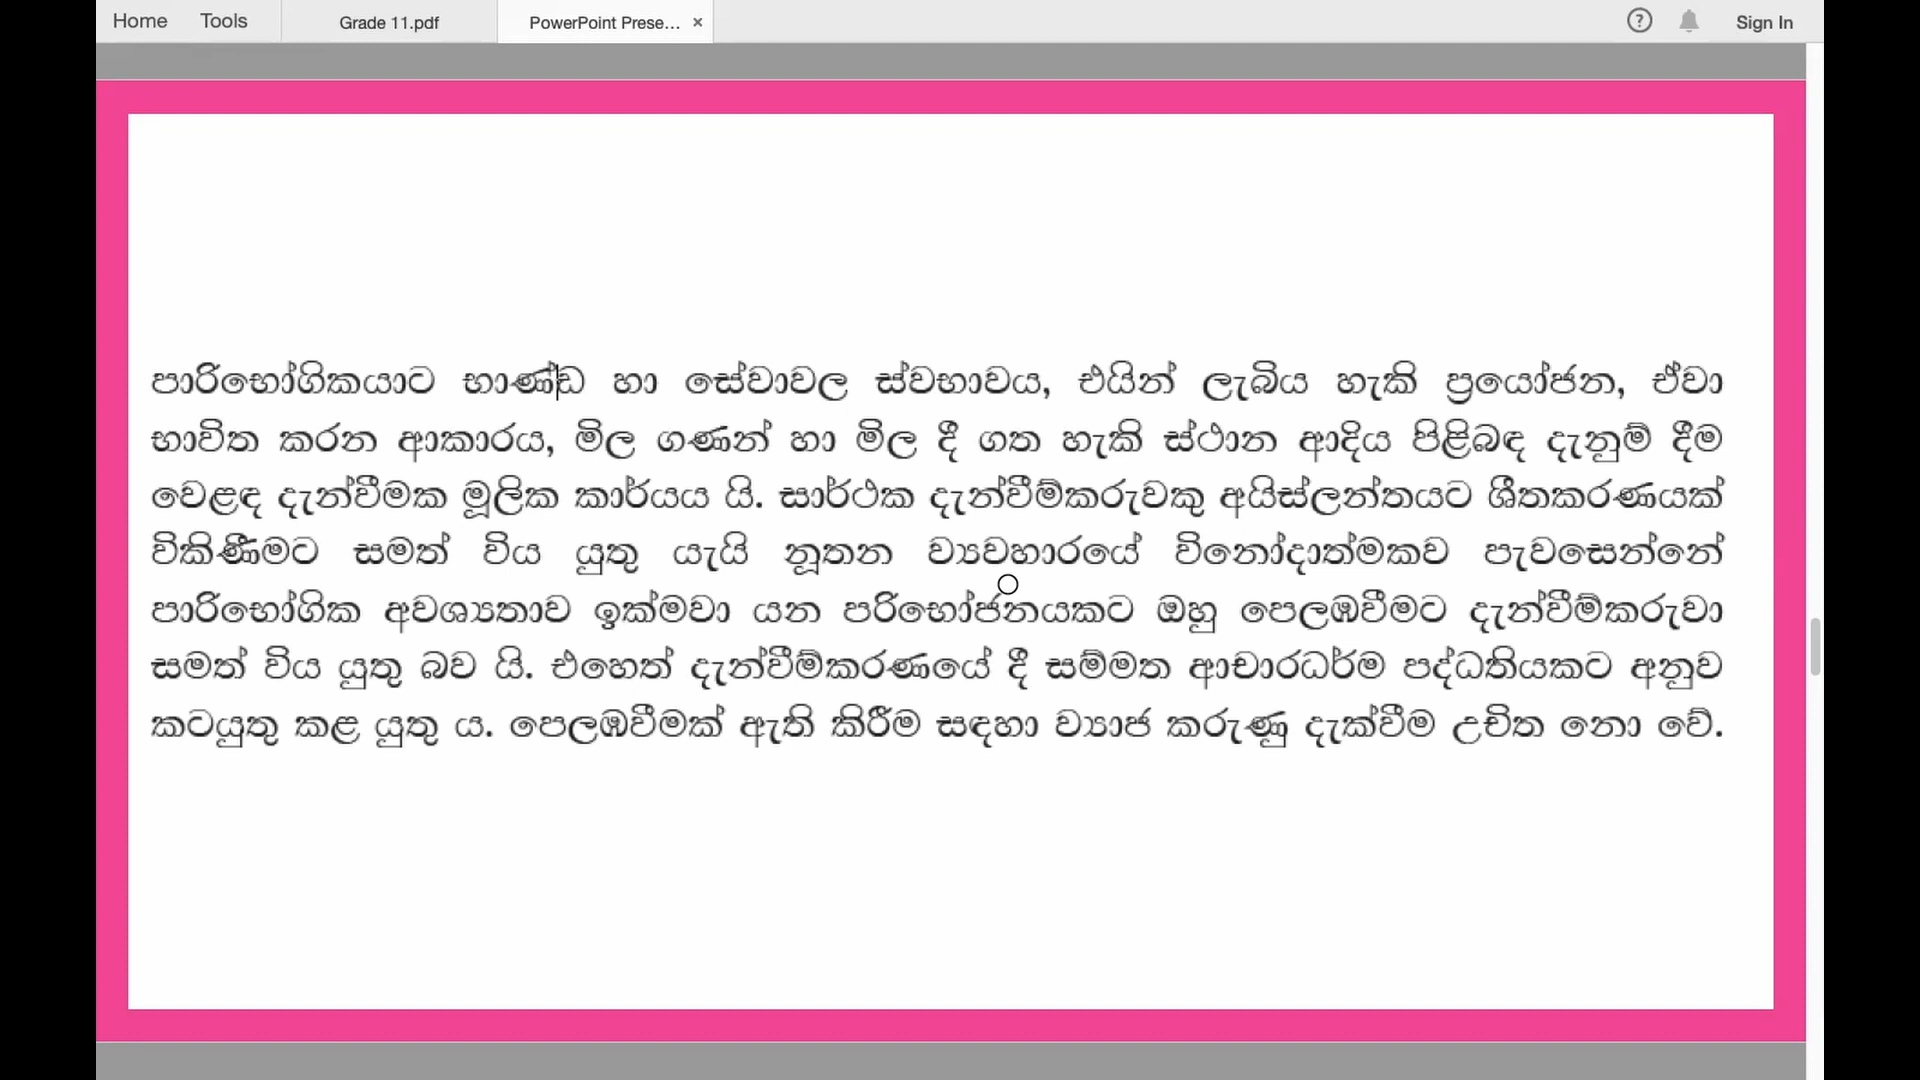 Home Tools Grade 11.pdf PowerPoint Prese... × Sign In
පාරිභෝගිකයාට භාණ්ඩ හා සේවාවල ස්වභාවය, එයින් ලැබිය හැකි ප්‍රයෝජන, ඒවා
භාවිත කරන ආකාරය, මිල ගණන් හා මිල දී ගත හැකි ස්ථාන ආදිය පිළිබඳ දැනුම් දීම
වෙළඳ දැන්වීමක මූලික කාර්යය යි. සාර්ථක දැන්වීම්කරුවකු අයිස්ලන්තයට ශීතකරණයක්
විකිණීමට සමත් විය යුතු යැයි නූතන ව්‍යවහාරයේ විනෝදාත්මකව පැවසෙන්නේ
පාරිභෝගික අවශ්‍යතාව ඉක්මවා යන පරිභෝජනයකට ඔහු පෙලඹවීමට දැන්වීම්කරුවා
සමත් විය යුතු බව යි. එහෙත් දැන්වීම්කරණයේ දී සම්මත ආචාරධර්ම පද්ධතියකට අනුව
කටයුතු කළ යුතු ය. පෙලඹවීමක් ඇති කිරීම සඳහා ව්‍යාජ කරුණු දැක්වීම උචිත නො වේ.